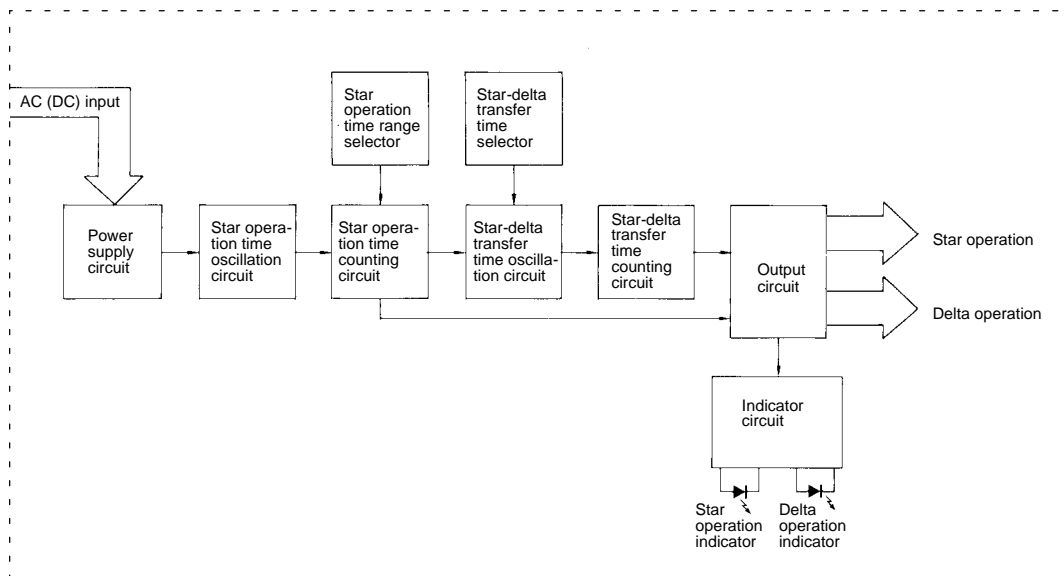 AC (DC) input
Star
operation
time range
selector
Star-delta
transfer
time
selector
Power
supply
circuit
Star opera-
tion time
oscillation
circuit
Star opera-
tion time
counting
circuit
Star-delta
transfer
time oscilla-
tion circuit
Star-delta
transfer
time
counting
circuit
Output
circuit
Star operation
Delta operation
Indicator
circuit
Star
operation
indicator
Delta
operation
indicator